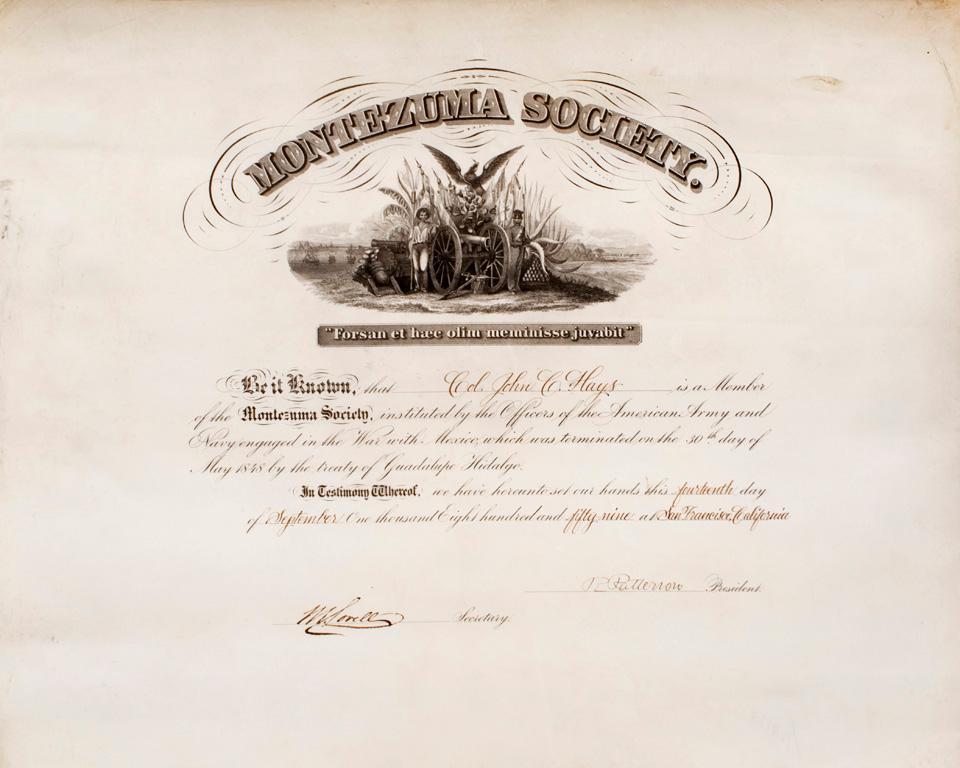 MONTEZUMA SOCIETY.
"Forsan et hæc olim meminisse juvabit"
Be it Known, that Col. John C. Hays is a Member
of the Montezuma Society, instituted by the Officers of the American Army and
Navy engaged in the War with Mexico, which was terminated on the 30th day of
May 1848 by the treaty of Guadalupe Hidalgo.
In Testimony Whereof, we have hereunto set our hands this fourteenth day
of September One thousand Eight hundred and fifty nine at San Francisco, California
President.
M. Lovell Secretary.